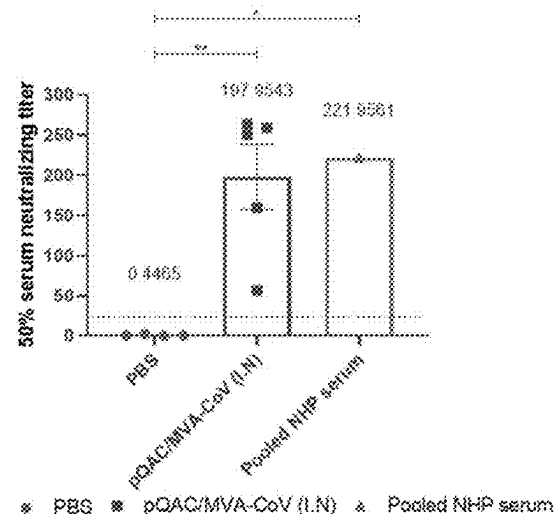 *
**
197.9543
221.9561
0.4465
50% serum neutralizing titer
300
250
200
150
100
50
0
PBS
pQAC/MVA-CoV (I.N)
Pooled NHP serum
PBS pQAC/MVA-CoV (I.N) Pooled NHP serum